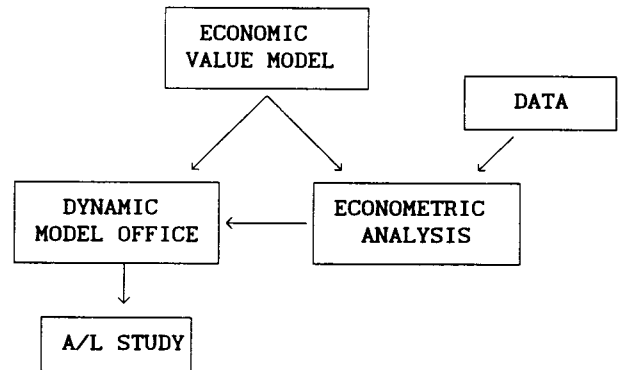 ECONOMIC
VALUE MODEL
DATA
DYNAMIC
MODEL OFFICE
ECONOMETRIC
ANALYSIS
A/L STUDY